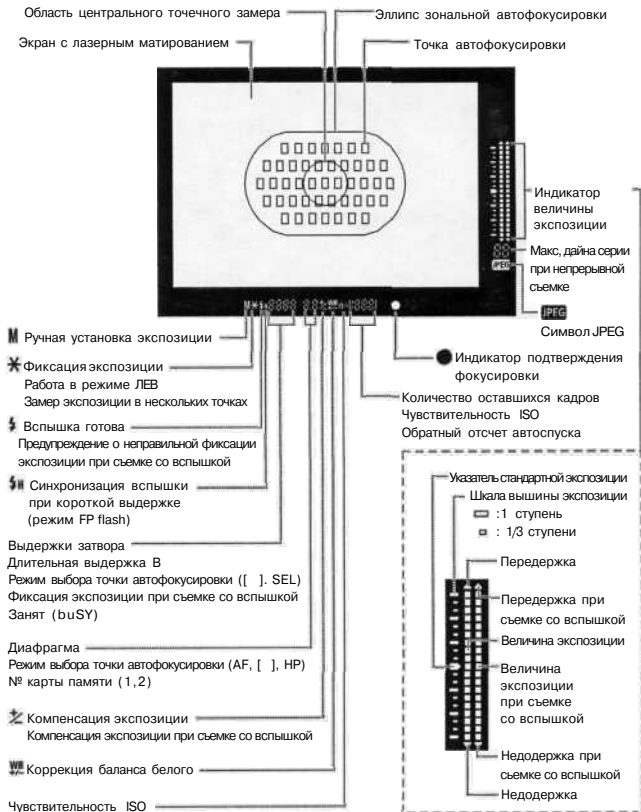 Область центрального точечного замера
Эллипс зональной автофокусировки
Экран с лазерным матированием
Точка автофокусировки
Индикатор
величины
экспозиции
Макс, дайна серии
при непрерывной
съемке
JPEG
JPEG
Символ JPEG
M Ручная установка экспозиции
Фиксация экспозиции
Работа в режиме ЛЕВ
Замер экспозиции в нескольких точках
Вспышка готова
Предупреждение о неправильной фиксации
экспозиции при съемке со вспышкой
H Синхронизация вспышки
при короткой выдержке
(режим FP flash)
Выдержки затвора
Длительная выдержка В
Режим выбора точки автофокусировки ([ ]. SEL)
Фиксация экспозиции при съемке со вспышкой
Занят (buSY)
Диафрагма
Режим выбора точки автофокусировки (AF, [ ], HP)
№ карты памяти (1,2)
Компенсация экспозиции
Компенсация экспозиции при съемке со вспышкой
WB +/- Коррекция баланса белого
Чувствительность ISO
Индикатор подтверждения
фокусировки
Количество оставшихся кадров
Чувствительность ISO
Обратный отсчет автоспуска
Указатель стандартной экспозиции
Шкала вышины экспозиции
:1 ступень
: 1/3 ступени
Передержка
Передержка при
съемке со вспышкой
Величина экспозиции
Величина
экспозиции
при съемке
со вспышкой
Недодержка при
съемке со вспышкой
Недодержка